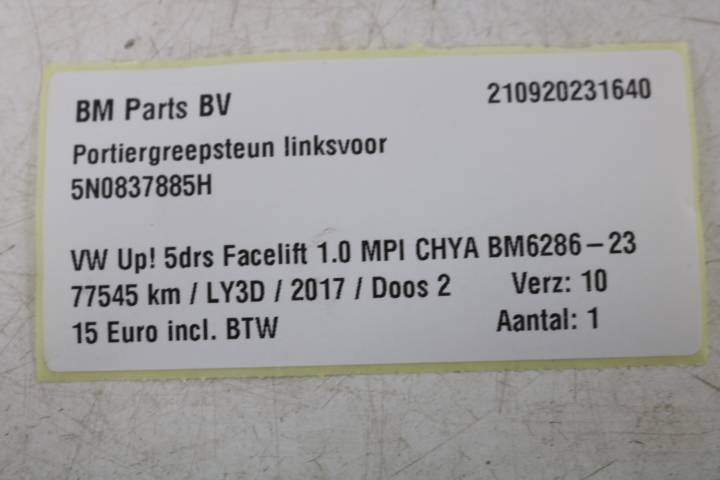 BM Parts BV 210920231640
Portiergreepsteun linksvoor
5N0837885H
VW Up! 5drs Facelift 1.0 MPI CHYA BM6286-23
77545 km / LY3D / 2017 / Doos 2 Verz: 10
15 Euro incl. BTW Aantal: 1